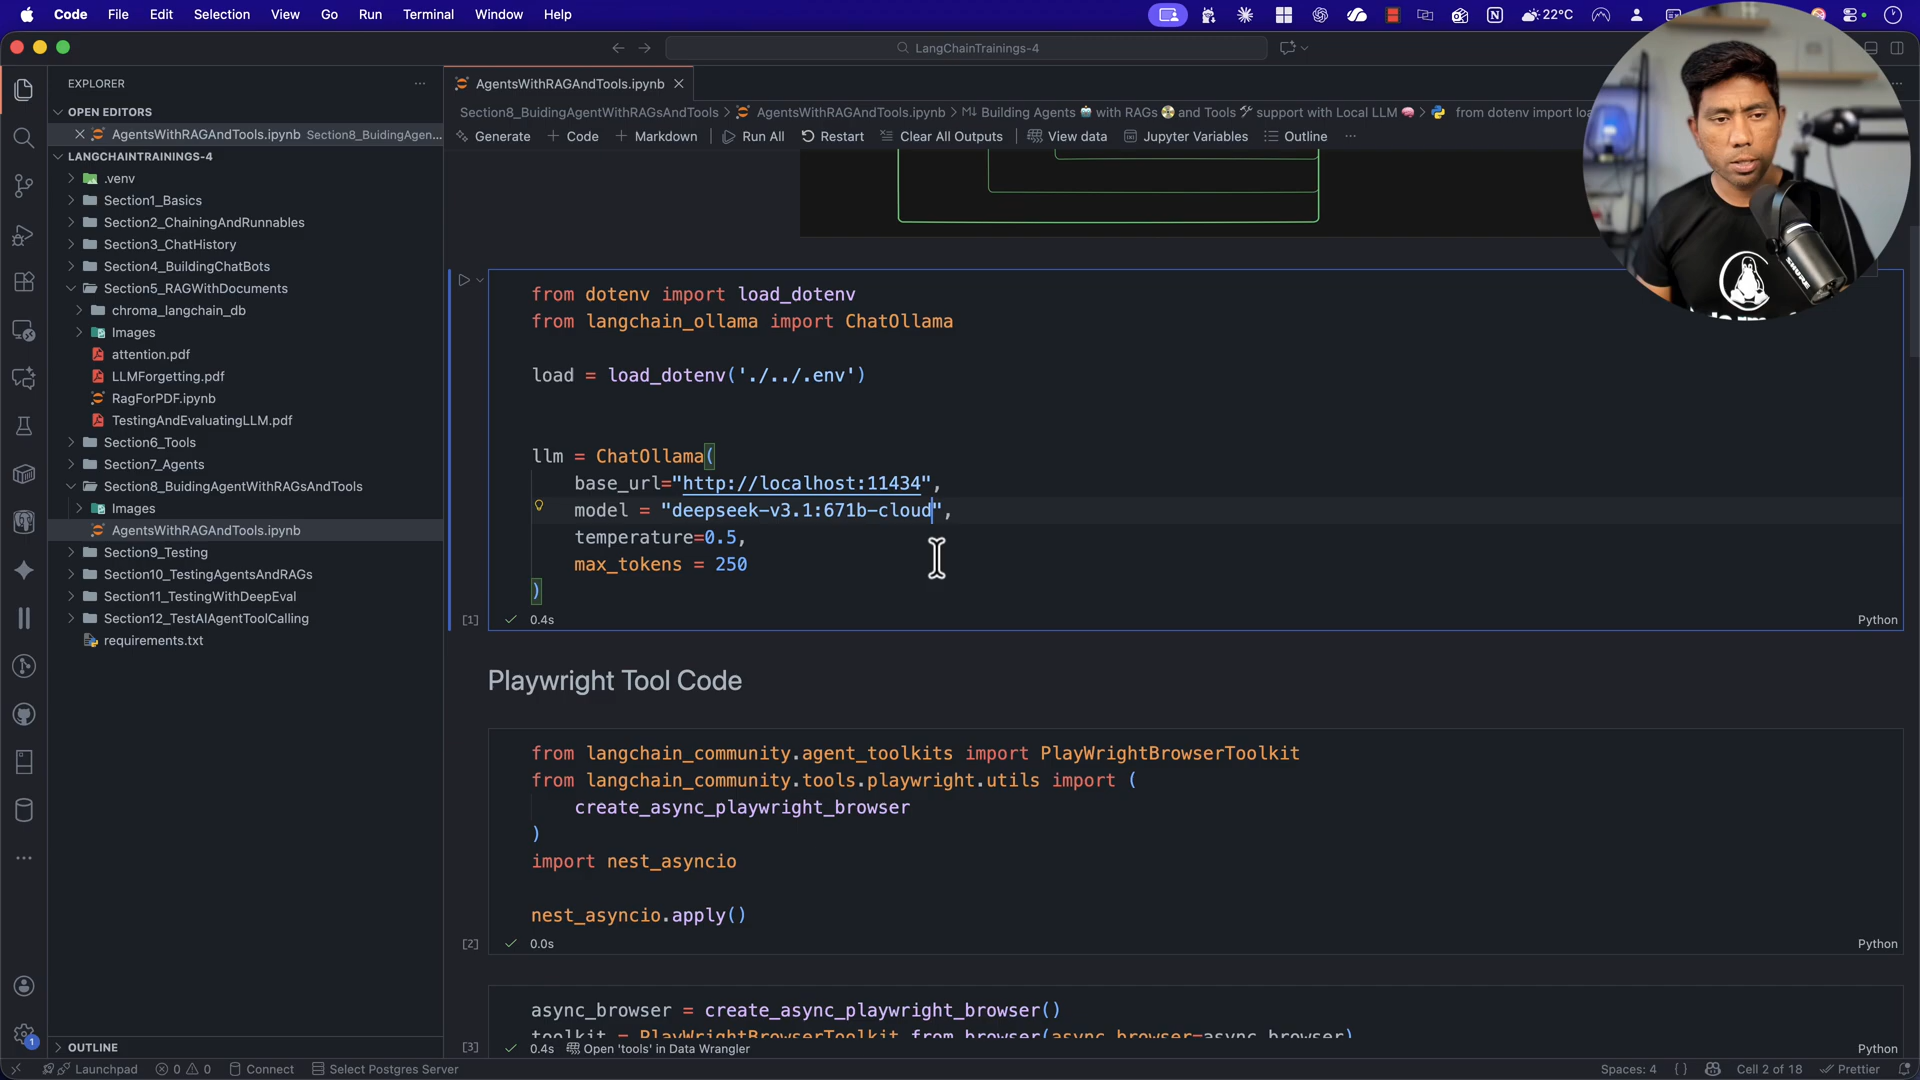 Code File Edit Selection View Go Run Terminal Window Help
22°C
LangChainTrainings-4
EXPLORER
AgentsWithRAGAndTools.ipynb
OPEN EDITORS
Section8_BuidingAgentWithRAGsAndTools > AgentsWithRAGAndTools.ipynb > Building Agents with RAGs and Tools support with Local LLM > from dotenv import loa
AgentsWithRAGAndTools.ipynb Section8_BuidingAgen...
Generate + Code + Markdown Run All Restart Clear All Outputs View data Jupyter Variables Outline ...
LANGCHAINTRAININGS-4
.venv
Section1_Basics
Section2_ChainingAndRunnables
Section3_ChatHistory
Section4_BuildingChatBots
Section5_RAGWithDocuments
chroma_langchain_db
Images
attention.pdf
LLMForgetting.pdf
RagForPDF.ipynb
TestingAndEvaluatingLLM.pdf
Section6_Tools
Section7_Agents
Section8_BuidingAgentWithRAGsAndTools
Images
AgentsWithRAGAndTools.ipynb
Section9_Testing
Section10_TestingAgentsAndRAGs
Section11_TestingWithDeepEval
Section12_TestAIAgentToolCalling
requirements.txt
OUTLINE
from dotenv import load_dotenv
from langchain_ollama import ChatOllama
load = load_dotenv('./../.env')
llm = ChatOllama(
base_url="http://localhost:11434",
model = "deepseek-v3.1:671b-cloud",
temperature=0.5,
max_tokens = 250
)
[1] 0.4s Python
Playwright Tool Code
from langchain_community.agent_toolkits import PlayWrightBrowserToolkit
from langchain_community.tools.playwright.utils import (
create_async_playwright_browser
)
import nest_asyncio
nest_asyncio.apply()
[2] 0.0s Python
async_browser = create_async_playwright_browser()
toolkit = PlayWrightBrowserToolkit.from_browser(async_browser=async_browser)
[3] 0.4s Open 'tools' in Data Wrangler Python
SHURE
1
Launchpad 0 0 Connect Select Postgres Server Spaces: 4 { } Cell 2 of 18 Prettier